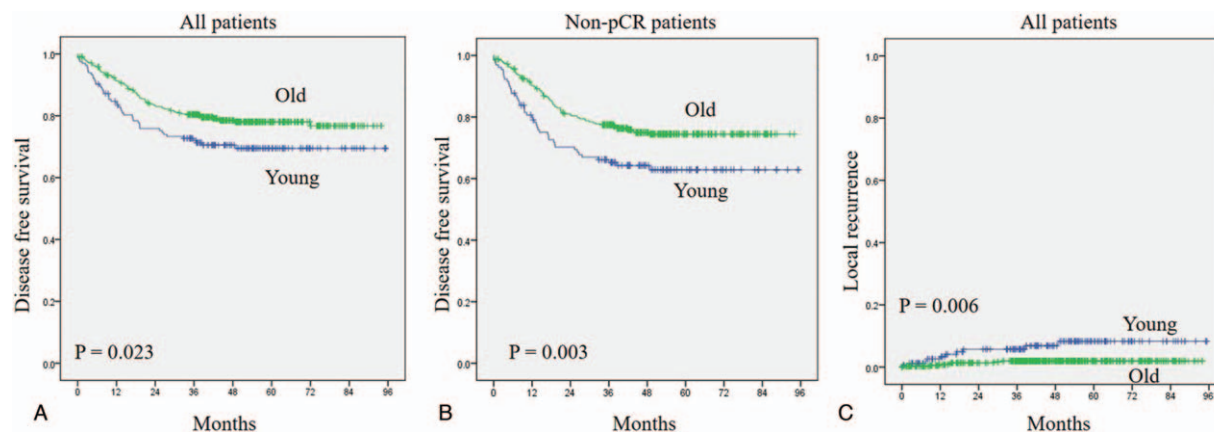 All patients
Disease free survival
1.0
0.8
0.6
0.4
0.2
0.0
Old
Young
P = 0.023
0 12 24 36 48 60 72 84 96
A
Months
Non-pCR patients
Disease free survival
1.0
0.8
0.6
0.4
0.2
0.0
Old
Young
P = 0.003
0 12 24 36 48 60 72 84 96
B
Months
All patients
Local recurrence
1.0
0.8
0.6
0.4
0.2
0.0
P = 0.006
Young
Old
0 12 24 36 48 60 72 84 96
C
Months